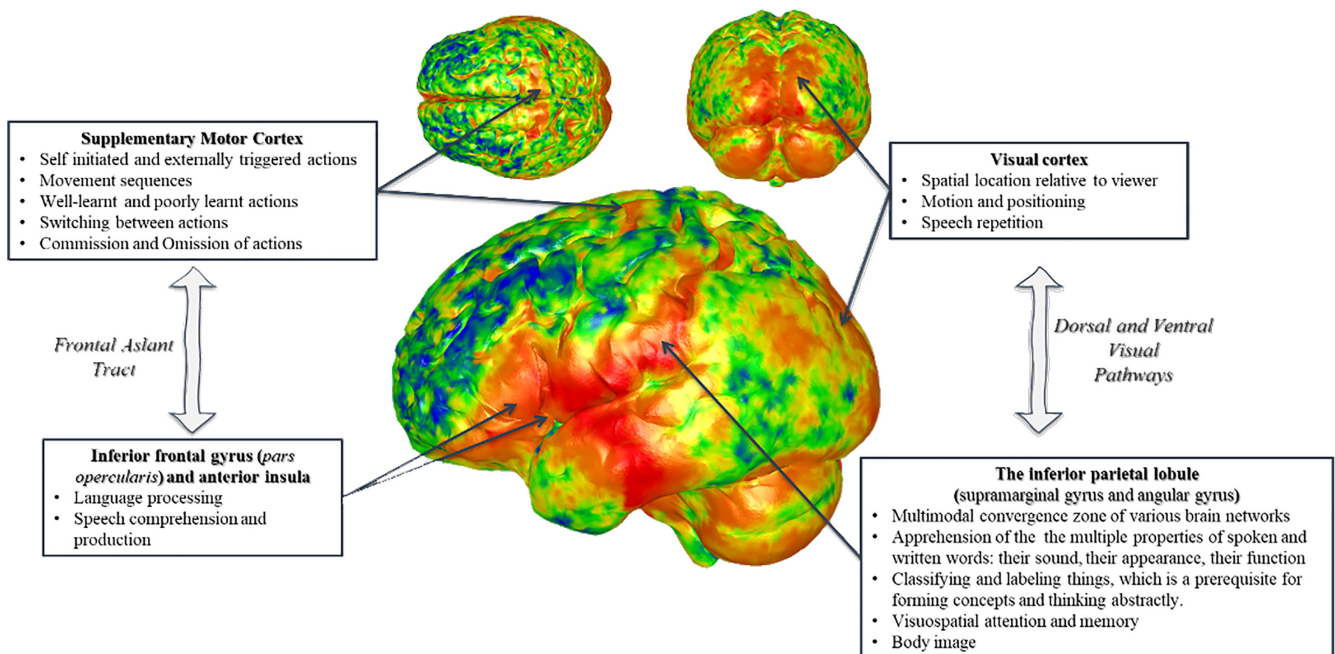 Supplementary Motor Cortex
• Self initiated and externally triggered actions
• Movement sequences
• Well-learnt and poorly learnt actions
• Switching between actions
• Commission and Omission of actions
Visual cortex
• Spatial location relative to viewer
• Motion and positioning
• Speech repetition
Frontal Aslant
Tract
Dorsal and Ventral
Visual
Pathways
Inferior frontal gyrus (pars
opercularis) and anterior insula
• Language processing
• Speech comprehension and
production
The inferior parietal lobule
(supramarginal gyrus and angular gyrus)
• Multimodal convergence zone of various brain networks
• Apprehension of the the multiple properties of spoken and
written words: their sound, their appearance, their function
• Classifying and labeling things, which is a prerequisite for
forming concepts and thinking abstractly.
• Visuospatial attention and memory
• Body image